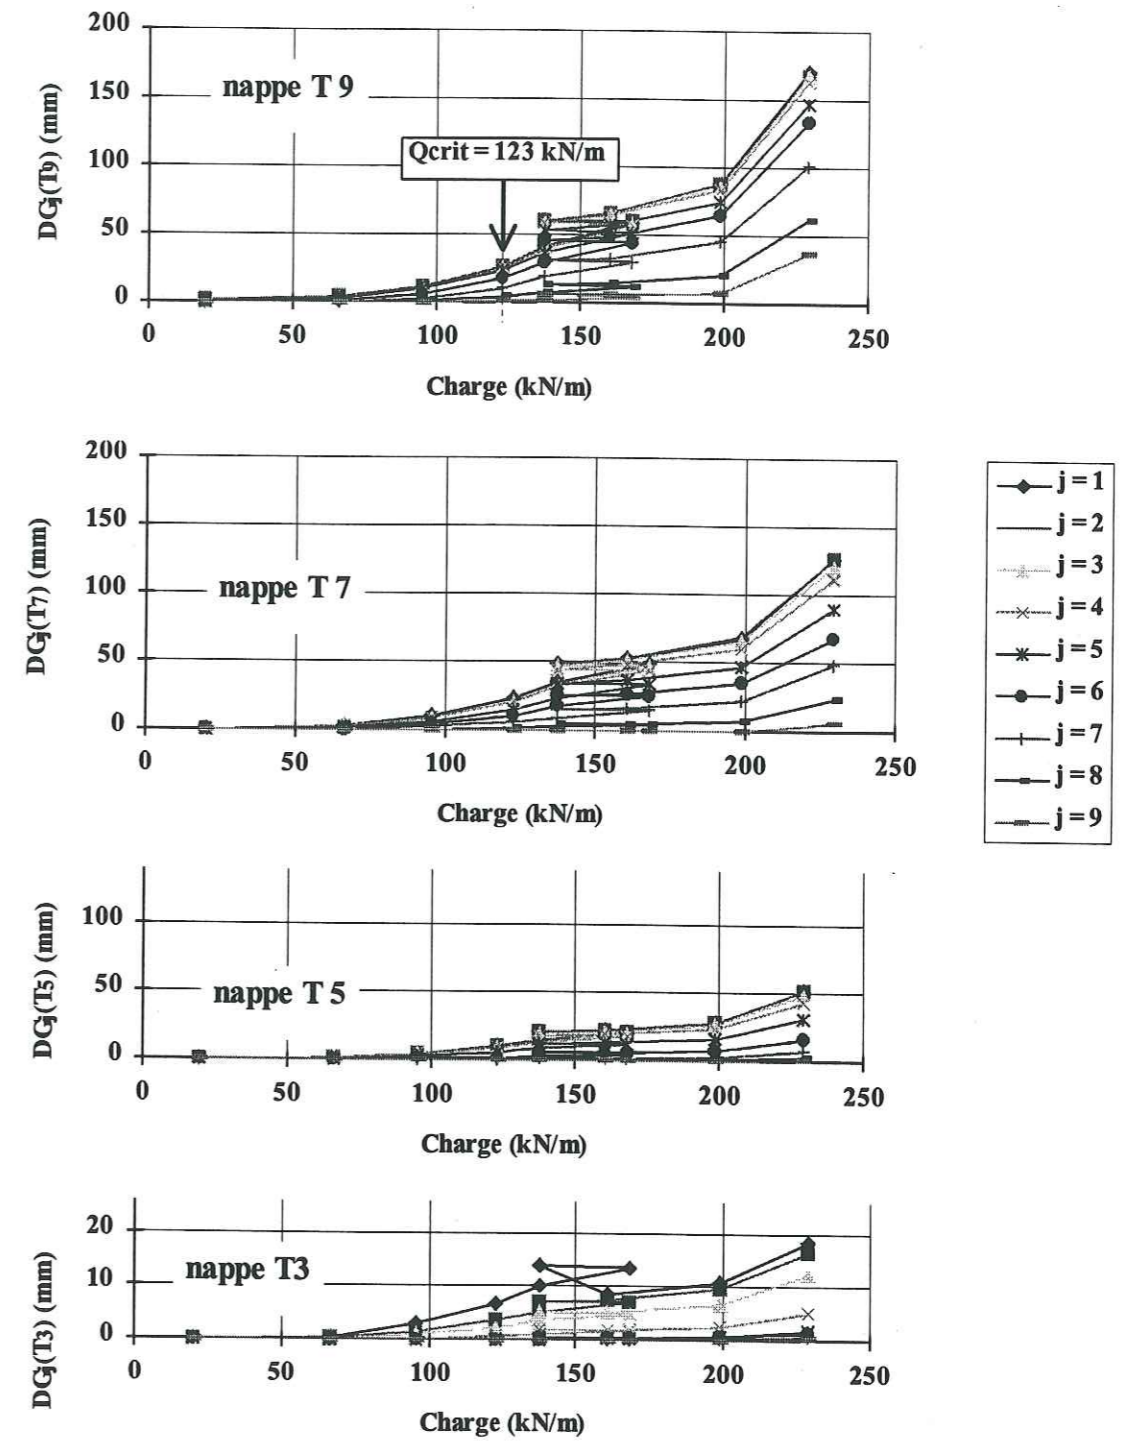 200
150
100
50
0
DGj(T9) (mm)
nappe T 9
Qcrit = 123 kN/m
0 50 100 150 200 250
Charge (kN/m)
200
150
100
50
0
DGj(T7) (mm)
nappe T 7
0 50 100 150 200 250
Charge (kN/m)
j = 1
j = 2
j = 3
j = 4
j = 5
j = 6
j = 7
j = 8
j = 9
100
50
0
DGj(T5) (mm)
nappe T 5
0 50 100 150 200 250
Charge (kN/m)
20
10
0
DGj(T3) (mm)
nappe T3
0 50 100 150 200 250
Charge (kN/m)